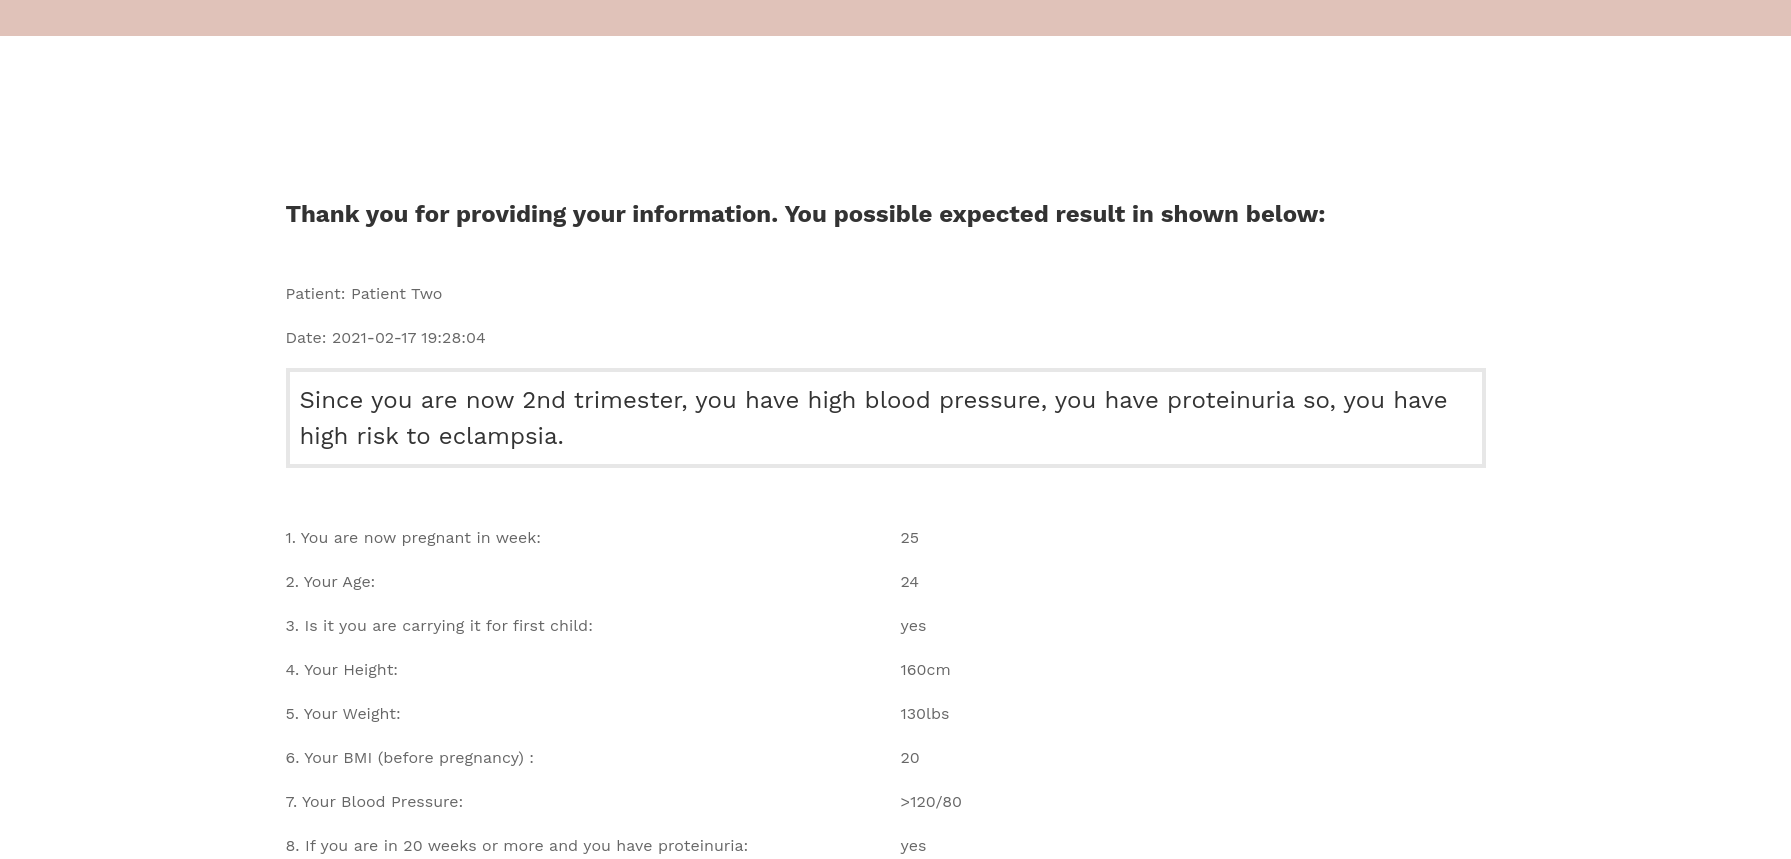 Thank you for providing your information. You possible expected result in shown below:
Patient: Patient Two
Date: 2021-02-17 19:28:04
Since you are now 2nd trimester, you have high blood pressure, you have proteinuria so, you have
high risk to eclampsia.
1. You are now pregnant in week: 25
2. Your Age: 24
3. Is it you are carrying it for first child: yes
4. Your Height: 160cm
5. Your Weight: 130lbs
6. Your BMI (before pregnancy) : 20
7. Your Blood Pressure: >120/80
8. If you are in 20 weeks or more and you have proteinuria: yes